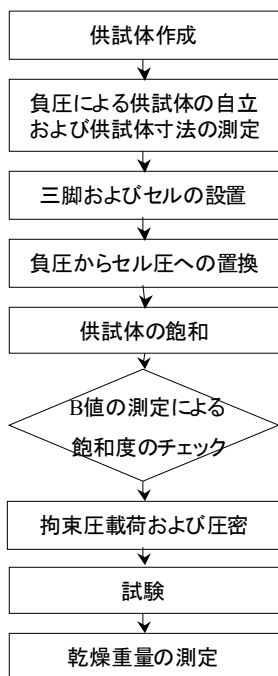 供試体作成
負圧による供試体の自立
および供試体寸法の測定
三脚およびセルの設置
負圧からセル圧への置換
供試体の飽和
B値の測定による
飽和度のチェック
拘束圧載荷および圧密
試験
乾燥重量の測定